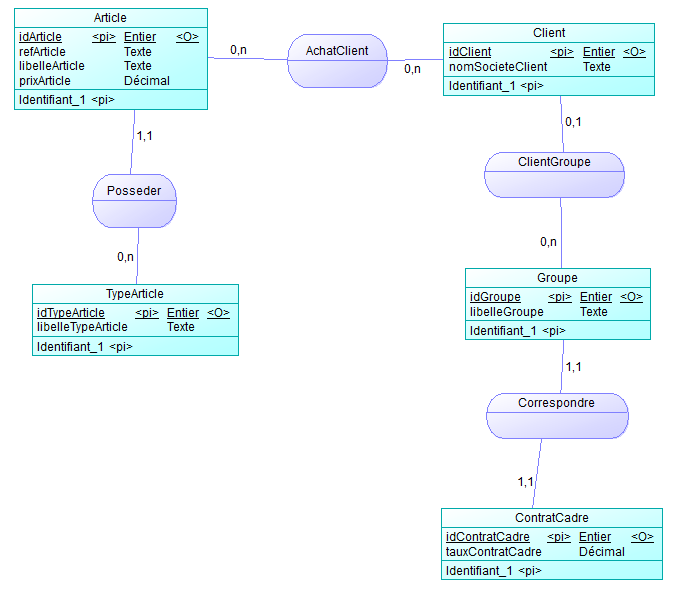 Article
idArticle <pi> Entier <O>
refArticle Texte
libelleArticle Texte
prixArticle Décimal
Identifiant_1 <pi>
0,n
AchatClient
0,n
Client
idClient <pi> Entier <O>
nomSocieteClient Texte
Identifiant_1 <pi>
1,1
Posseder
0,n
TypeArticle
idTypeArticle <pi> Entier <O>
libelleTypeArticle Texte
Identifiant_1 <pi>
0,1
ClientGroupe
0,n
Groupe
idGroupe <pi> Entier <O>
libelleGroupe Texte
Identifiant_1 <pi>
1,1
Correspondre
1,1
ContratCadre
idContratCadre <pi> Entier <O>
tauxContratCadre Décimal
Identifiant_1 <pi>